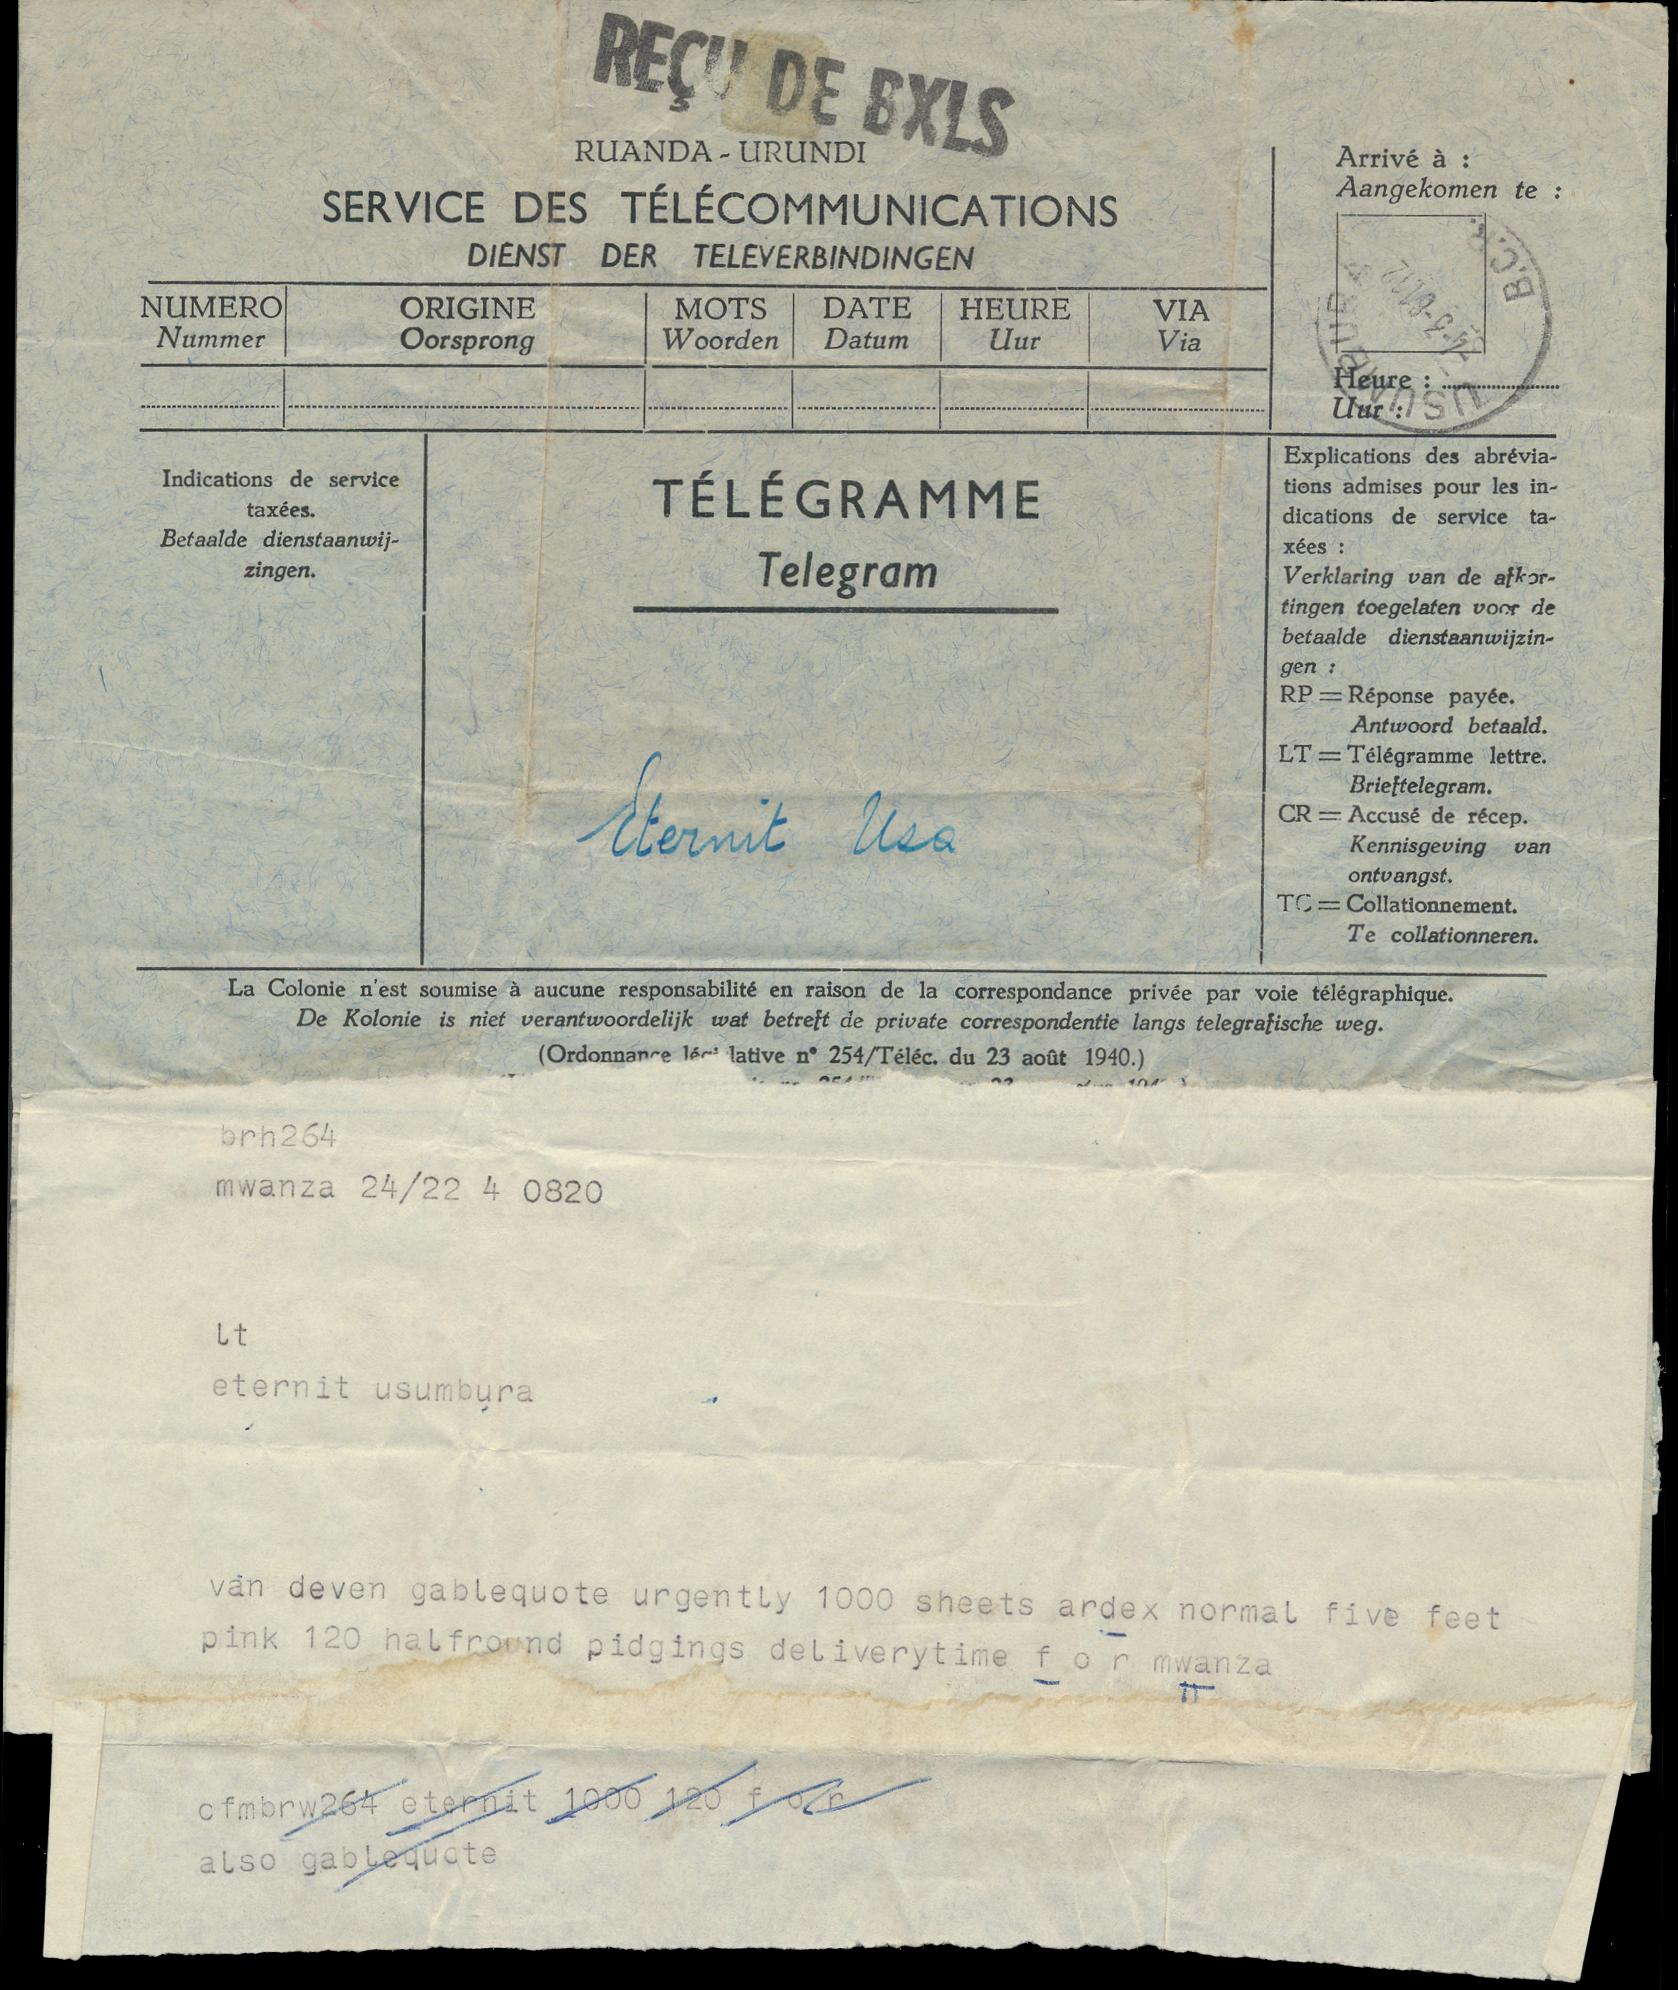 REÇU DE BXLS
RUANDA - URUNDI
SERVICE DES TÉLÉCOMMUNICATIONS
DIENST DER TELEVERBINDINGEN
Arrivé à :
Aangekomen te :
B.C.R.
USUMBURA
Heure :
Uur :
NUMERO ORIGINE MOTS DATE HEURE VIA
Nummer Oorsprong Woorden Datum Uur Via
Indications de service
taxées.
Betaalde dienstaanwij-
zingen.
TÉLÉGRAMME
Telegram
Eternit Usa
Explications des abrévia-
tions admises pour les in-
dications de service ta-
xées :
Verklaring van de afkor-
tingen toegelaten voor de
betaalde dienstaanwijzin-
gen :
RP = Réponse payée.
Antwoord betaald.
LT = Télégramme lettre.
Brieftelegram.
CR = Accusé de récep.
Kennisgeving van
ontvangst.
TC = Collationnement.
Te collationneren.
La Colonie n'est soumise à aucune responsabilité en raison de la correspondance privée par voie télégraphique.
De Kolonie is niet verantwoordelijk wat betreft de private correspondentie langs telegrafische weg.
(Ordonnance législative n° 254/Téléc. du 23 août 1940.)
brh264
mwanza 24/22 4 0820
lt
eternit usumbura
van deven gablequote urgently 1000 sheets ardex normal five feet
pink 120 halfround pidgings deliverytime f o r mwanza
cfmbrw264 eternit 1000 120 f o r
also gablequote